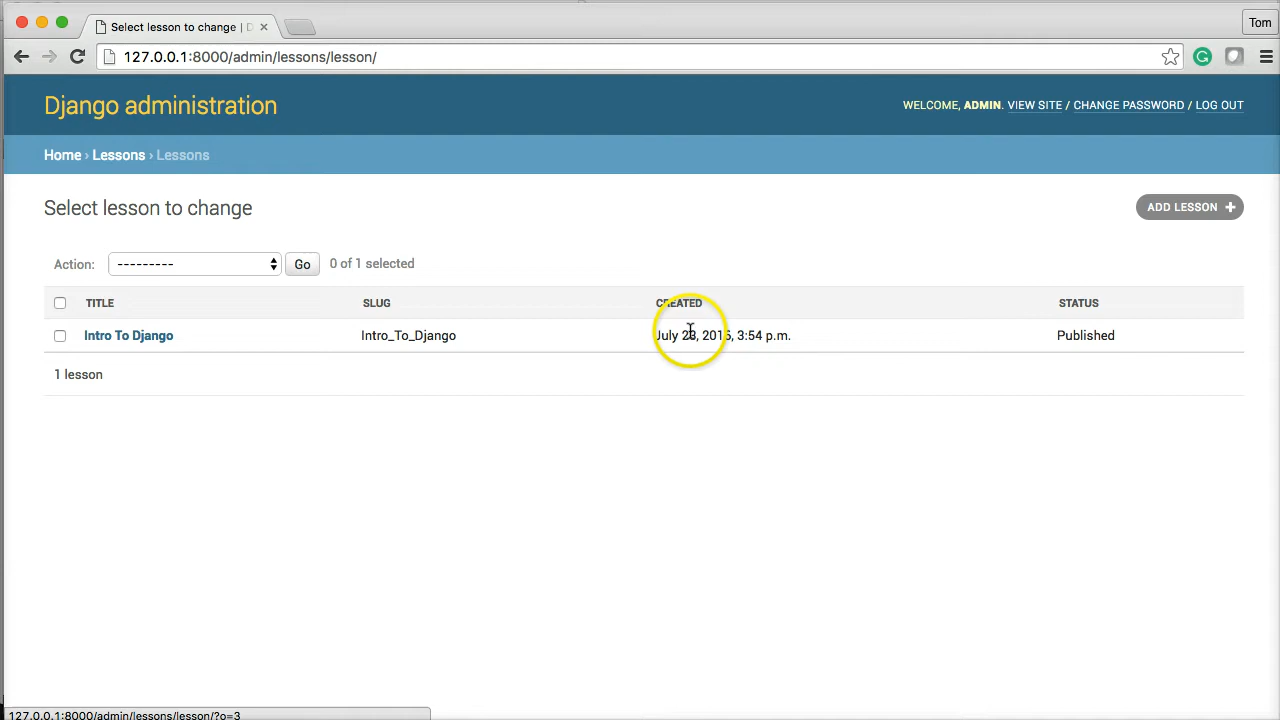 Select lesson to change |
Tom
127.0.0.1:8000/admin/lessons/lesson/
Django administration
WELCOME, ADMIN. VIEW SITE / CHANGE PASSWORD / LOG OUT
Home › Lessons › Lessons
Select lesson to change
ADD LESSON +
Action: --------- Go 0 of 1 selected
TITLE SLUG CREATED STATUS
Intro To Django Intro_To_Django July 23, 3:54 p.m. Published
1 lesson
127.0.0.1:8000/admin/lessons/lesson/?o=3